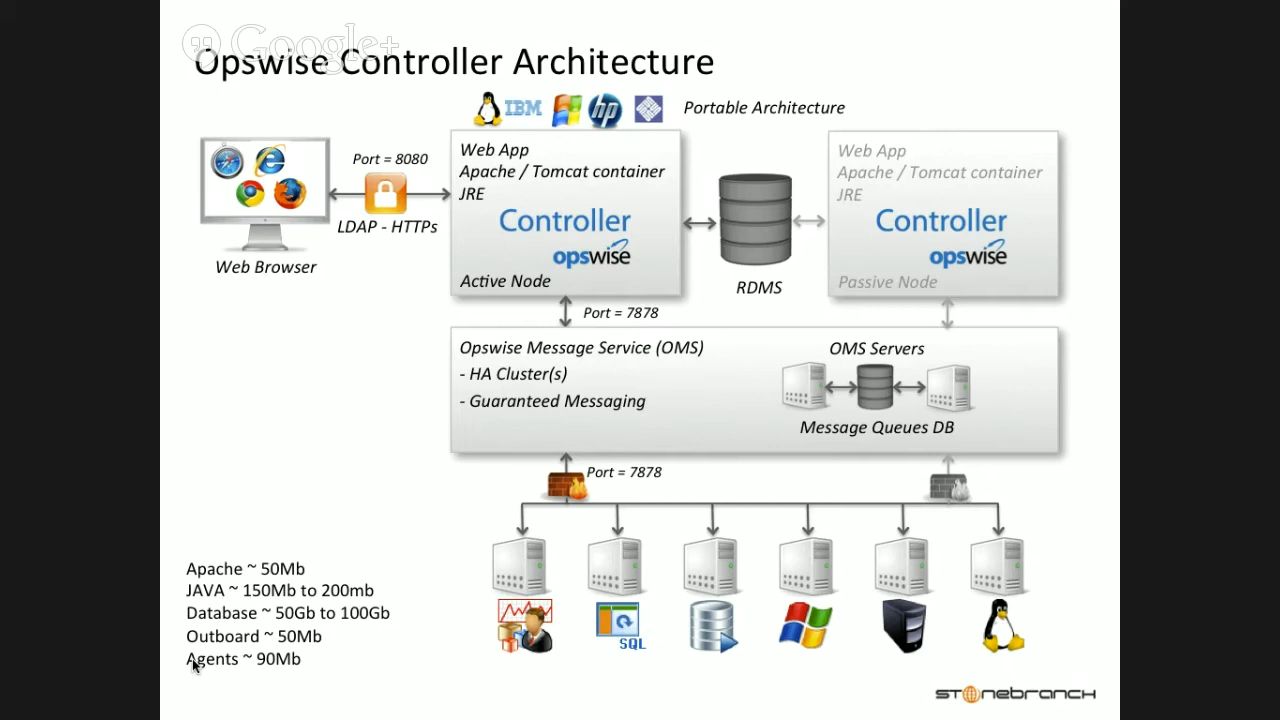 Google+
Opswise Controller Architecture
IBM
hp
Portable Architecture
Port = 8080
LDAP - HTTPs
Web Browser
Web App
Apache / Tomcat container
JRE
Controller
opswise
Active Node
RDMS
Web App
Apache / Tomcat container
JRE
Controller
opswise
Passive Node
Port = 7878
Opswise Message Service (OMS)
- HA Cluster(s)
- Guaranteed Messaging
OMS Servers
Message Queues DB
Port = 7878
SQL
Apache ~ 50Mb
JAVA ~ 150Mb to 200mb
Database ~ 50Gb to 100Gb
Outboard ~ 50Mb
Agents ~ 90Mb
STONEBRANCH